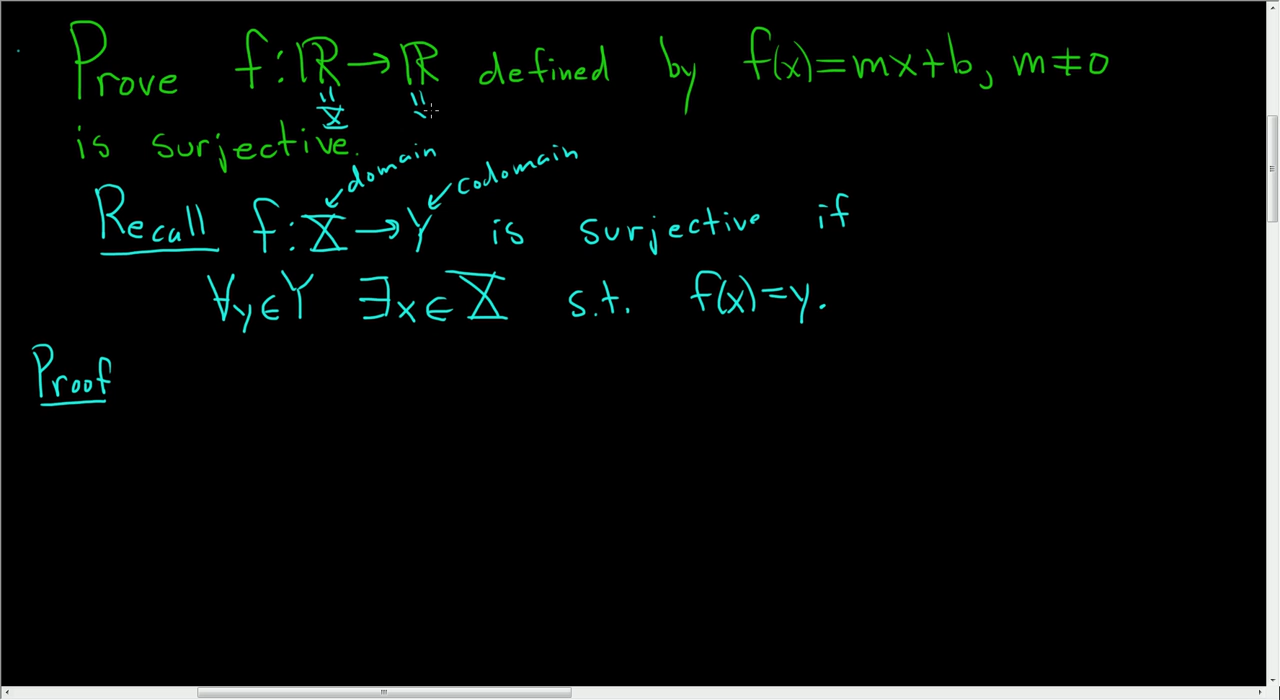 Prove f:ℝ→ℝ defined by f(x)=mx+b, m≠0
=
X
=
is surjective.
domain
codomain
Recall f:X→Y is surjective if
∀y∈Y ∃x∈X s.t. f(x)=y.
Proof